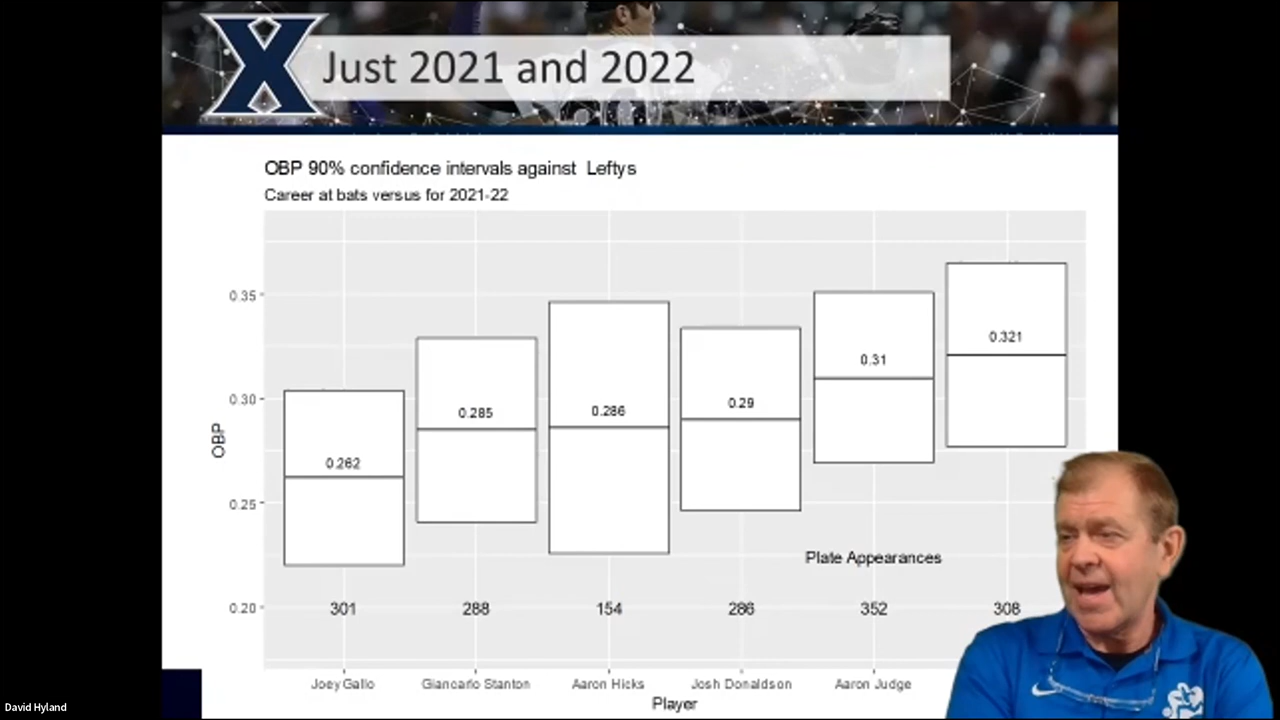 X Just 2021 and 2022
OBP 90% confidence intervals against Leftys
Career at bats versus for 2021-22
0.35
0.30
0.25
0.20
OBP
0.262
0.285
0.286
0.29
0.31
0.321
Plate Appearances
301
288
154
286
352
308
Joey Gallo
Giancarlo Stanton
Aaron Hicks
Josh Donaldson
Aaron Judge
Player
David Hyland